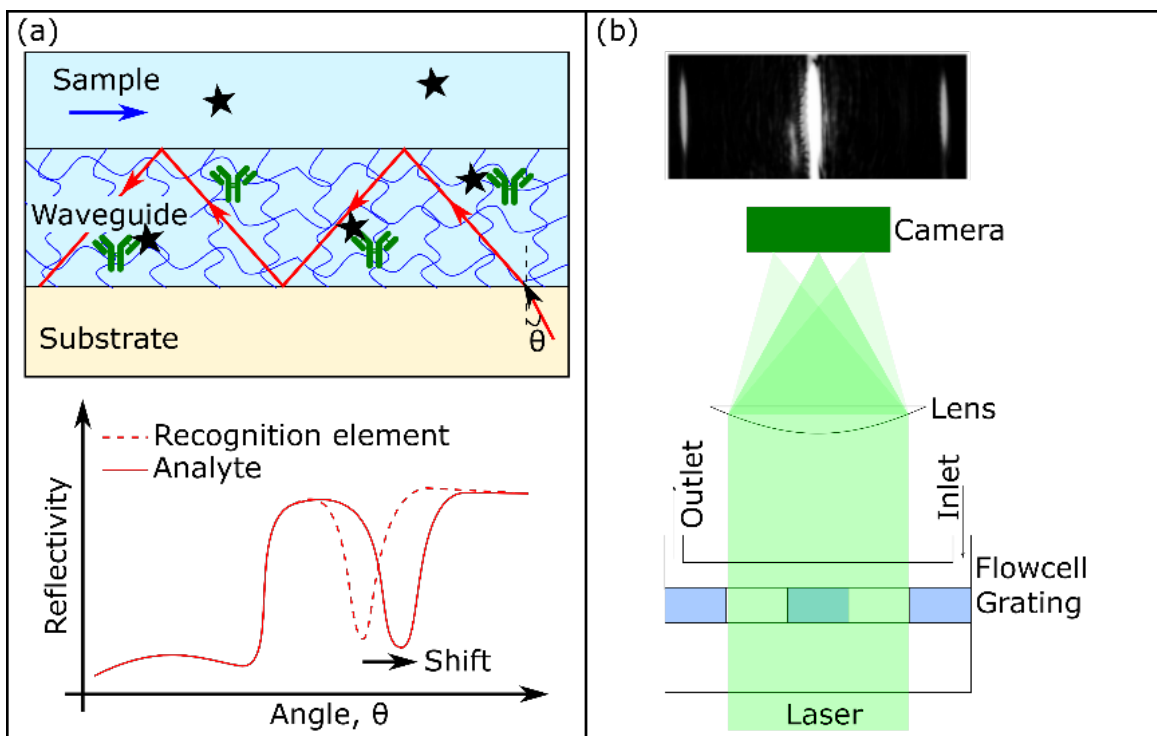 (a)
Sample
Waveguide
Substrate
θ
Recognition element
Analyte
Reflectivity
Shift
Angle, θ
(b)
Camera
Lens
Outlet
Inlet
Flowcell
Grating
Laser